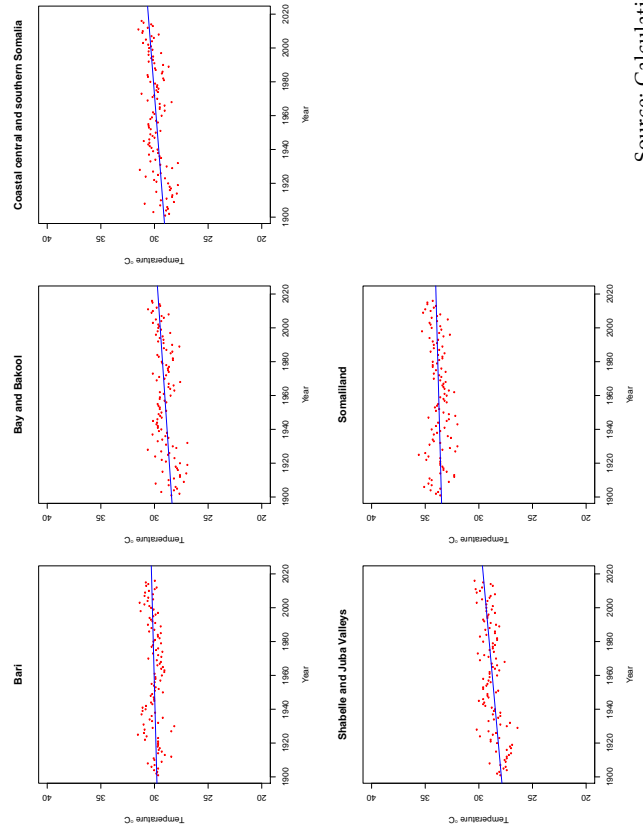 Bari
Temperature °C
40
35
30
25
20
1900 1920 1940 1960 1980 2000 2020
Year
Bay and Bakool
Temperature °C
40
35
30
25
20
1900 1920 1940 1960 1980 2000 2020
Year
Coastal central and southern Somalia
Temperature °C
40
35
30
25
20
1900 1920 1940 1960 1980 2000 2020
Year
Shabelle and Juba Valleys
Temperature °C
40
35
30
25
20
1900 1920 1940 1960 1980 2000 2020
Year
Somaliliand
Temperature °C
40
35
30
25
20
1900 1920 1940 1960 1980 2000 2020
Year
Source: Calculati